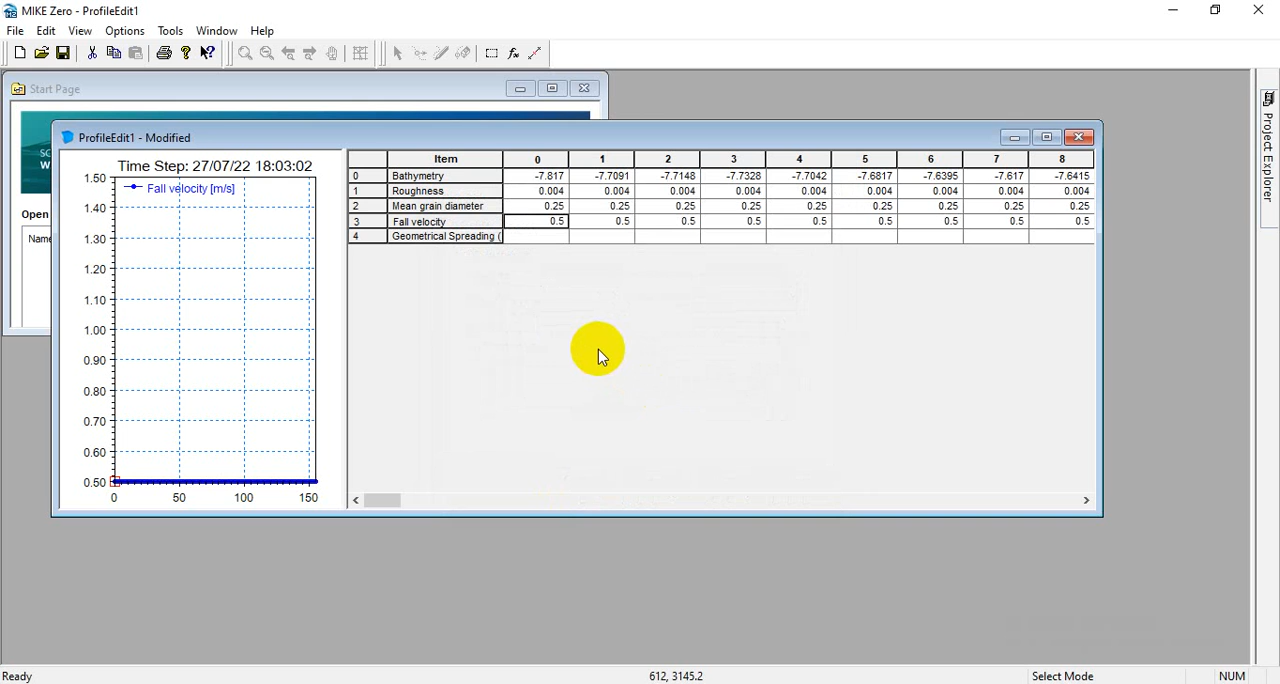 MIKE Zero - ProfileEdit1
File Edit View Options Tools Window Help
Start Page
ProfileEdit1 - Modified
Project Explorer
SC
W
Open
Name
Time Step: 27/07/22 18:03:02
Fall velocity [m/s]
1.50
1.40
1.30
1.20
1.10
1.00
0.90
0.80
0.70
0.60
0.50
0 50 100 150
Item 0 1 2 3 4 5 6 7 8
0 Bathymetry -7.817 -7.7091 -7.7148 -7.7328 -7.7042 -7.6817 -7.6395 -7.617 -7.6415
1 Roughness 0.004 0.004 0.004 0.004 0.004 0.004 0.004 0.004 0.004
2 Mean grain diameter 0.25 0.25 0.25 0.25 0.25 0.25 0.25 0.25 0.25
3 Fall velocity 0.5 0.5 0.5 0.5 0.5 0.5 0.5 0.5 0.5
4 Geometrical Spreading (
Ready 612, 3145.2 Select Mode NUM